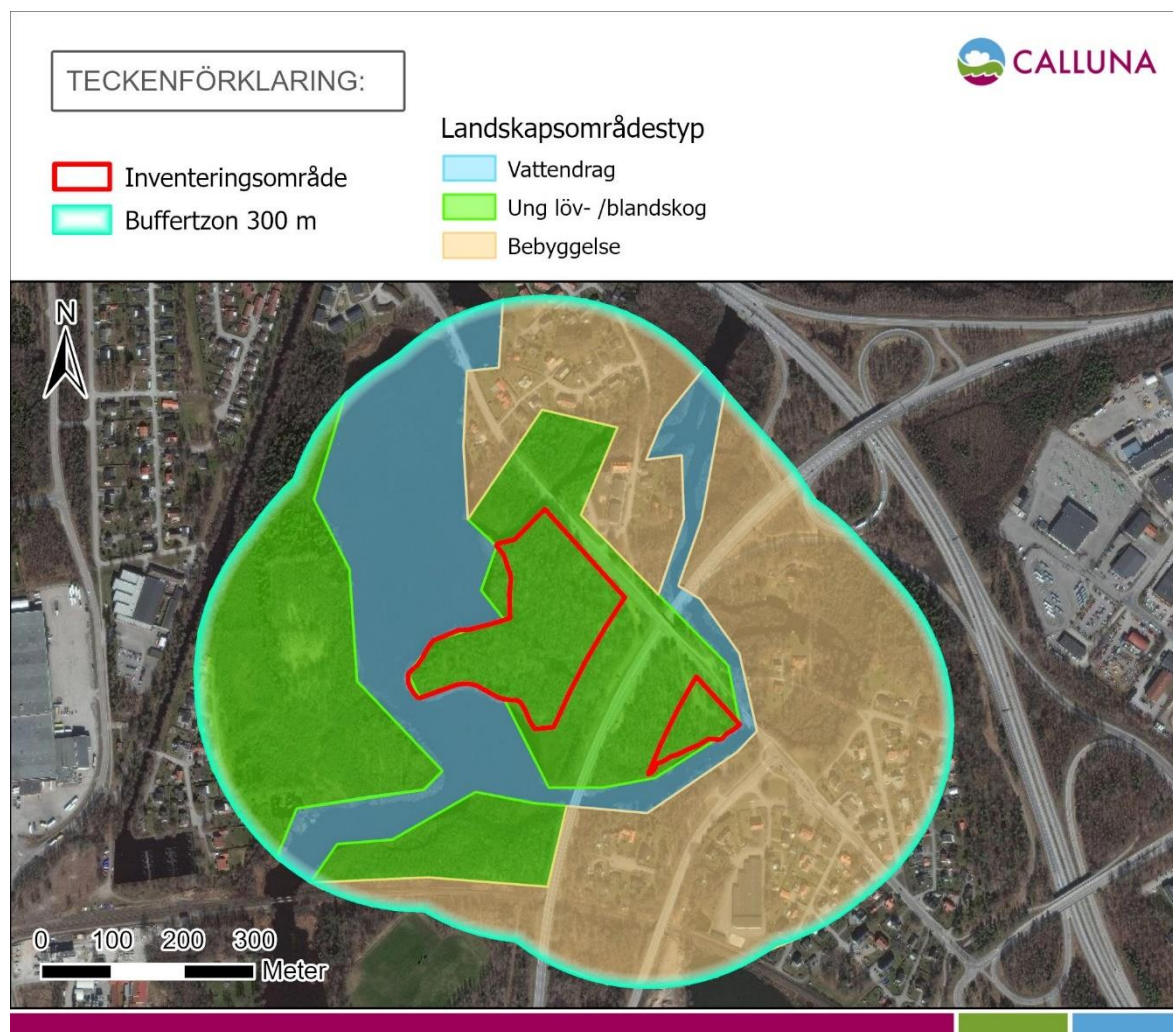 TECKENFÖRKLARING:
CALLUNA
Inventeringsområde
Buffertzon 300 m
Landskapsområdestyp
Vattendrag
Ung löv- /blandskog
Bebyggelse
N
0 100 200 300
Meter